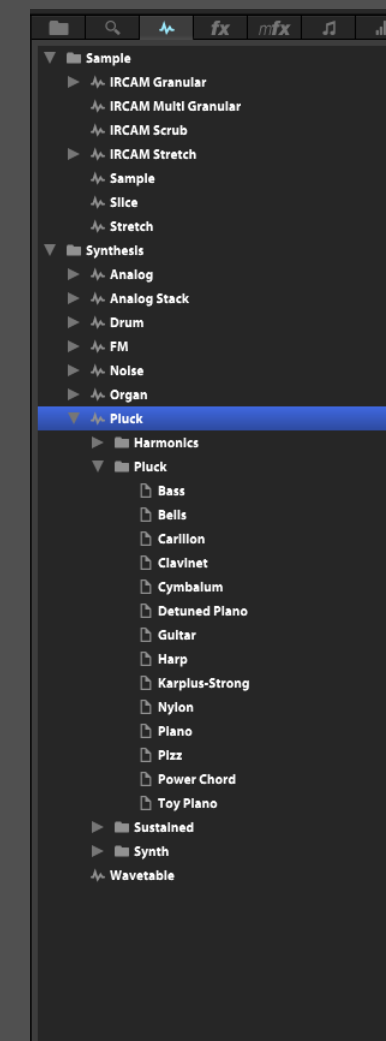 fx mfx
Sample
IRCAM Granular
IRCAM Multi Granular
IRCAM Scrub
IRCAM Stretch
Sample
Slice
Stretch
Synthesis
Analog
Analog Stack
Drum
FM
Noise
Organ
Pluck
Harmonics
Pluck
Bass
Bells
Carillon
Clavinet
Cymbalum
Detuned Piano
Guitar
Harp
Karplus-Strong
Nylon
Piano
Pizz
Power Chord
Toy Piano
Sustained
Synth
Wavetable